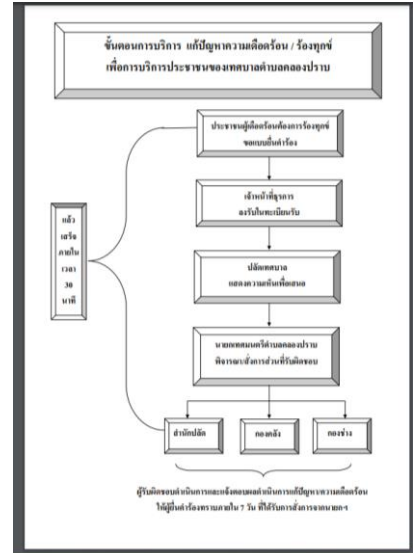 ขั้นตอนการบริการ แก้ปัญหาความเดือดร้อน / ร้องทุกข์
เพื่อการบริการประชาชนของเทศบาลตำบลคลองปราบ
ประชาชนผู้เดือดร้อนต้องการร้องทุกข์
ขอแบบยื่นคำร้อง
เจ้าหน้าที่ธุรการ
ลงรับในทะเบียนรับ
แล้ว
เสร็จ
ภายใน
เวลา
30
นาที
ปลัดเทศบาล
แสดงความเห็นเพื่อเสนอ
นายกเทศมนตรีตำบลคลองปราบ
พิจารณาสั่งการส่วนที่รับผิดชอบ
สำนักปลัด
กองคลัง
กองช่าง
ผู้รับผิดชอบดำเนินการและแจ้งตอบผลดำเนินการแก้ปัญหาความเดือดร้อน
ให้ผู้ยื่นคำร้องทราบภายใน 7 วัน ที่ได้รับการสั่งการจากนายกฯ